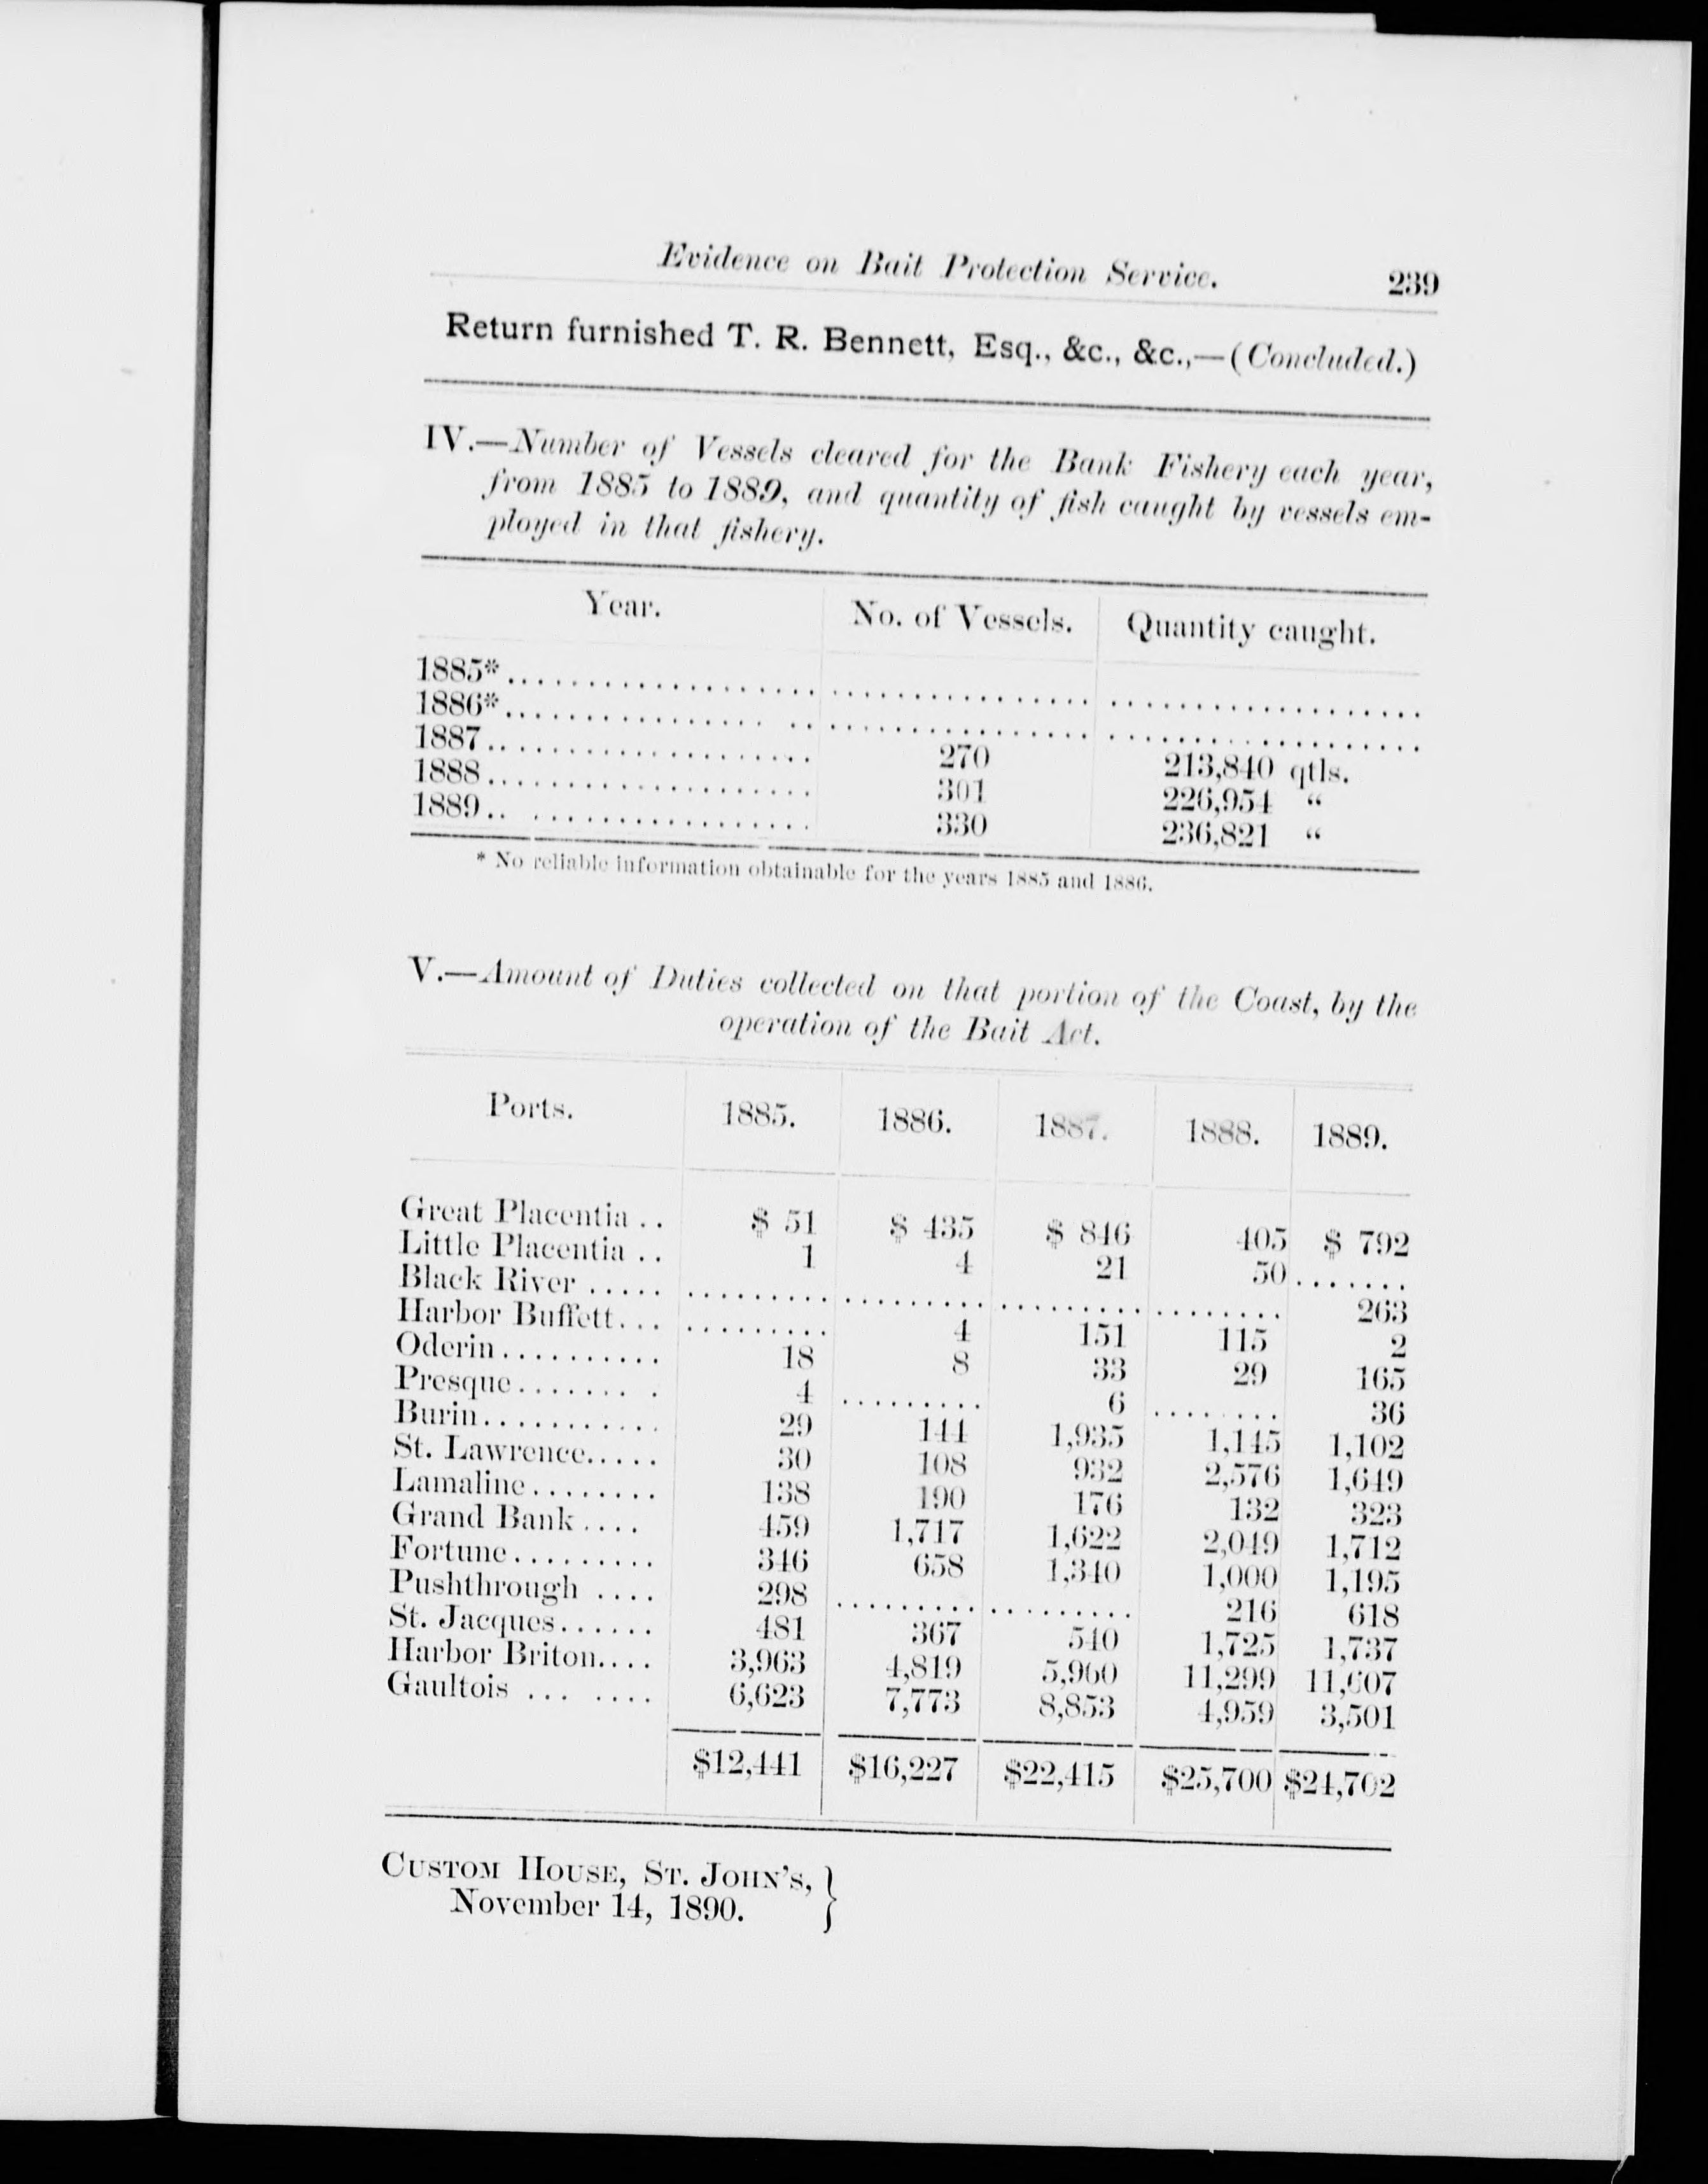 Evidence on Bait Protection Service. 239
Return furnished T. R. Bennett, Esq., &c., &c.,—(Concluded.)
IV.—Number of Vessels cleared for the Bank Fishery each year,
from 1885 to 1889, and quantity of fish caught by vessels em-
ployed in that fishery.
Year. No. of Vessels. Quantity caught.
1885*.................... ................ ....................
1886*................ .. ................ ....................
1887.................... 270 213,840 qtls.
1888.................... 301 226,954 “
1889.. ................. 330 236,821 “
* No reliable information obtainable for the years 1885 and 1886.
V.—Amount of Duties collected on that portion of the Coast, by the
operation of the Bait Act.
Ports. 1885. 1886. 1887. 1888. 1889.
Great Placentia .. $ 51 $ 435 $ 846 405 $ 792
Little Placentia .. 1 4 21 50 .......
Black River ..... ......... ......... ......... ........ 263
Harbor Buffett... ......... 4 151 115 2
Oderin.......... 18 8 33 29 165
Presque........ . 4 ......... 6 ........ 36
Burin........... 29 144 1,935 1,145 1,102
St. Lawrence..... 30 108 932 2,576 1,649
Lamaline........ 138 190 176 132 323
Grand Bank .... 459 1,717 1,622 2,049 1,712
Fortune......... 346 658 1,340 1,000 1,195
Pushthrough .... 298 ......... ......... 216 618
St. Jacques...... 481 367 540 1,725 1,737
Harbor Briton.... 3,963 4,819 5,960 11,299 11,607
Gaultois ... .... 6,623 7,773 8,853 4,959 3,501
$12,441 $16,227 $22,415 $25,700 $24,702
CUSTOM HOUSE, ST. JOHN'S, }
November 14, 1890.